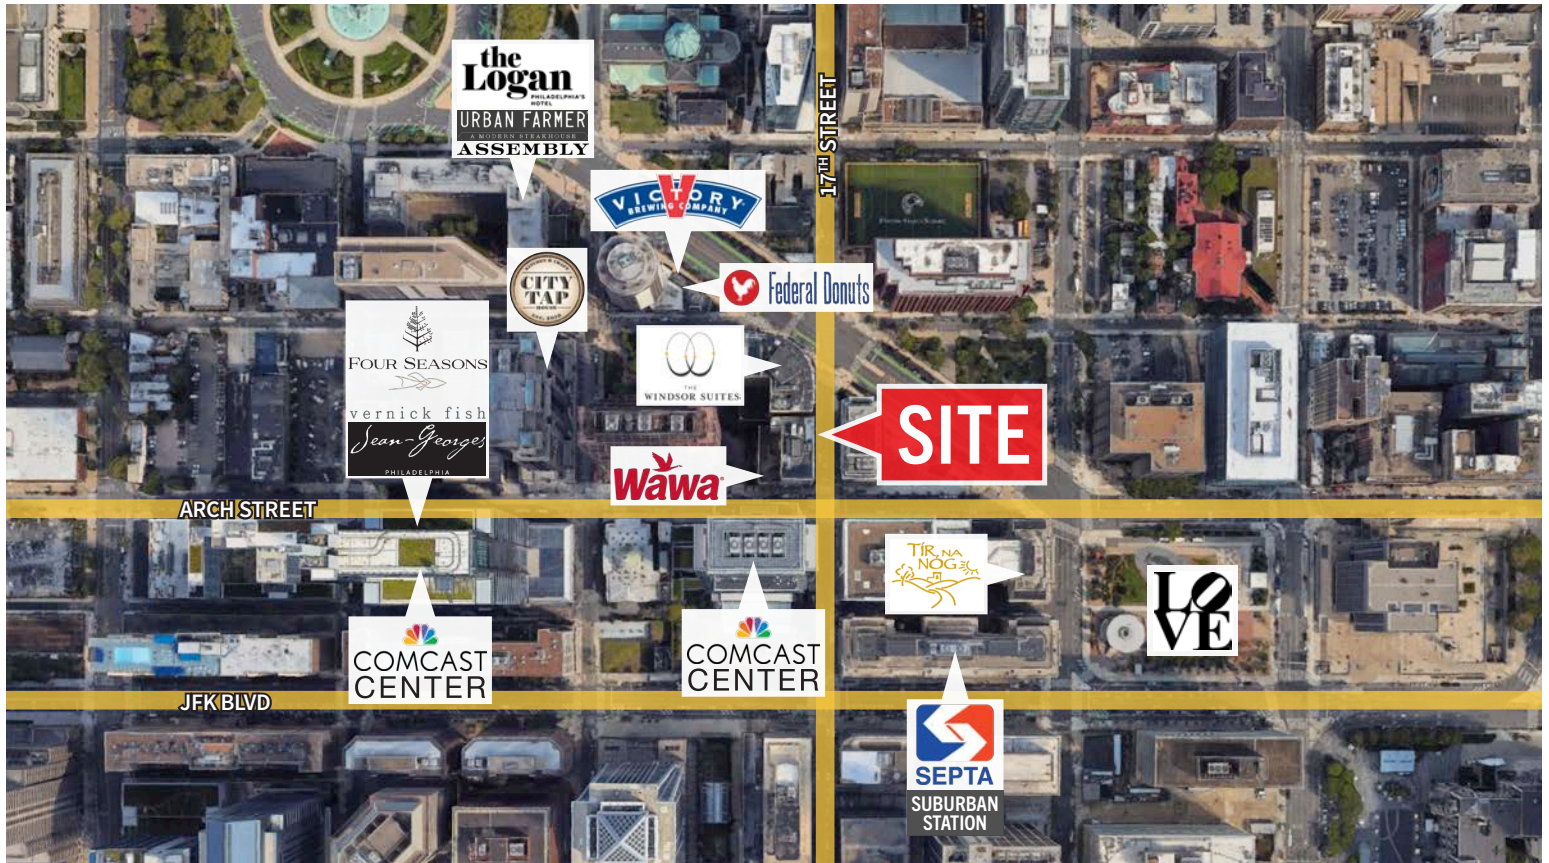 the
Logan
PHILADELPHIA'S
HOTEL
URBAN FARMER
A MODERN STEAKHOUSE
ASSEMBLY
17TH STREET
VICTORY
BREWING COMPANY
CITY
TAP
HOUSE
Federal Donuts
FOUR SEASONS
vernick fish
Jean-Georges
PHILADELPHIA
THE
WINDSOR SUITES
SITE
Wawa
ARCH STREET
TÍR NA
NÓG
LOVE
COMCAST
CENTER
COMCAST
CENTER
JFK BLVD
SEPTA
SUBURBAN
STATION